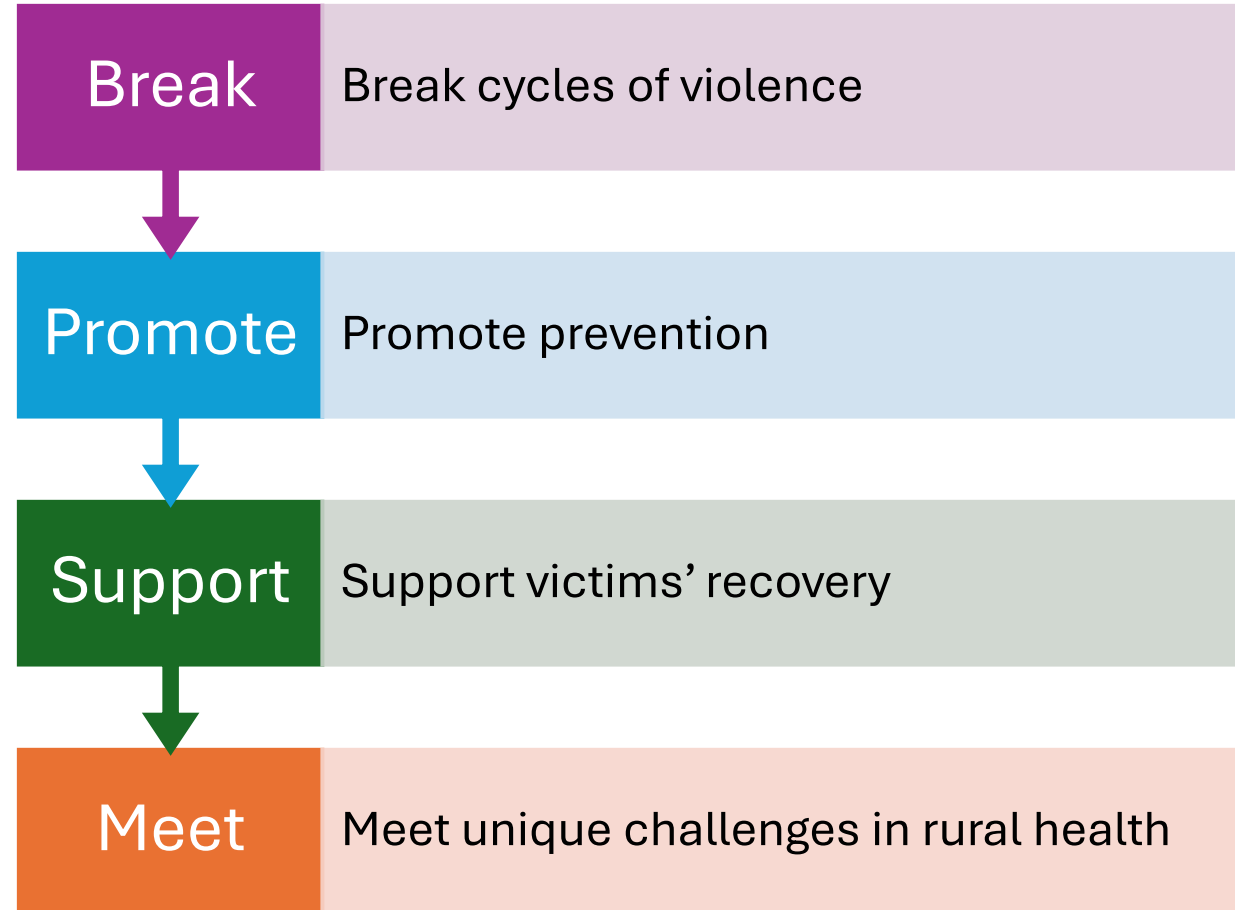 Break
Break cycles of violence
Promote
Promote prevention
Support
Support victims’ recovery
Meet
Meet unique challenges in rural health